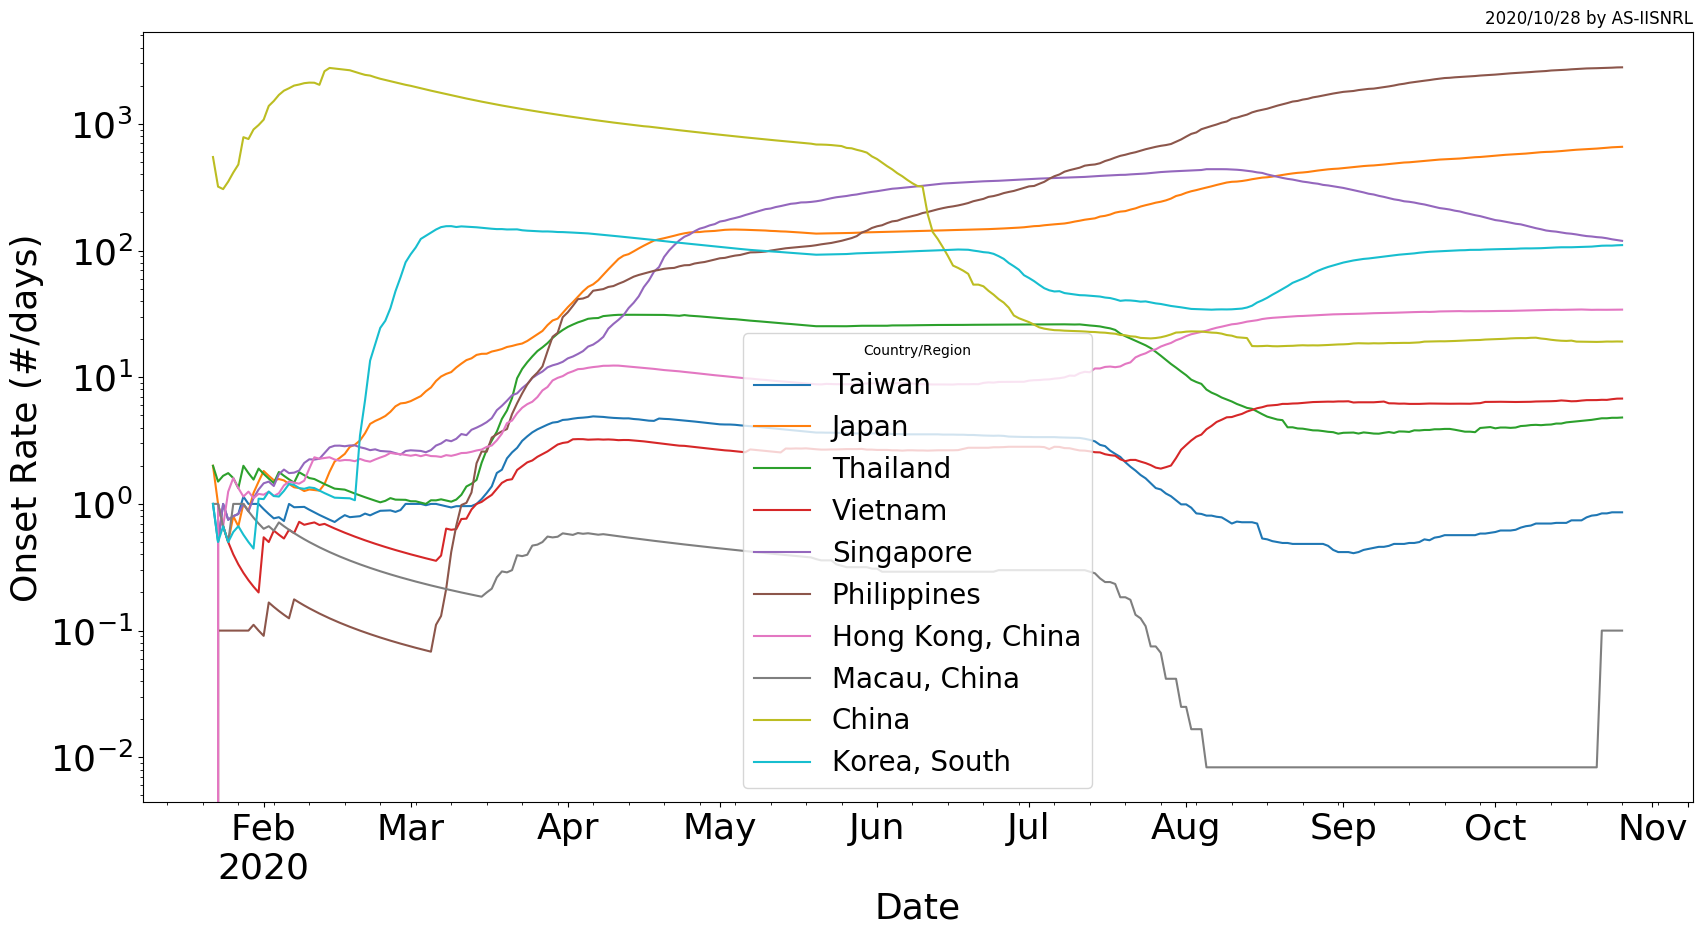 2020/10/28 by AS-IISNRL
Onset Rate (#/days)
10³
10²
10¹
10⁰
10⁻¹
10⁻²
Country/Region
Taiwan
Japan
Thailand
Vietnam
Singapore
Philippines
Hong Kong, China
Macau, China
China
Korea, South
Feb Mar Apr May Jun Jul Aug Sep Oct Nov
2020
Date